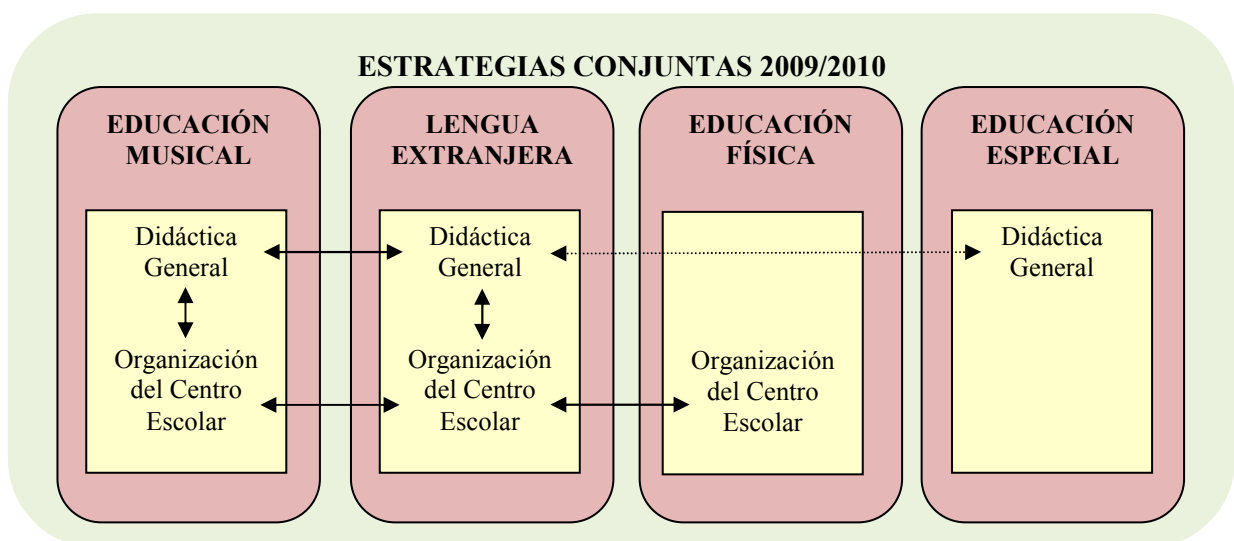 ESTRATEGIAS CONJUNTAS 2009/2010
EDUCACIÓN
MUSICAL
Didáctica
General
Organización
del Centro
Escolar
LENGUA
EXTRANJERA
Didáctica
General
Organización
del Centro
Escolar
EDUCACIÓN
FÍSICA
Organización
del Centro
Escolar
EDUCACIÓN
ESPECIAL
Didáctica
General